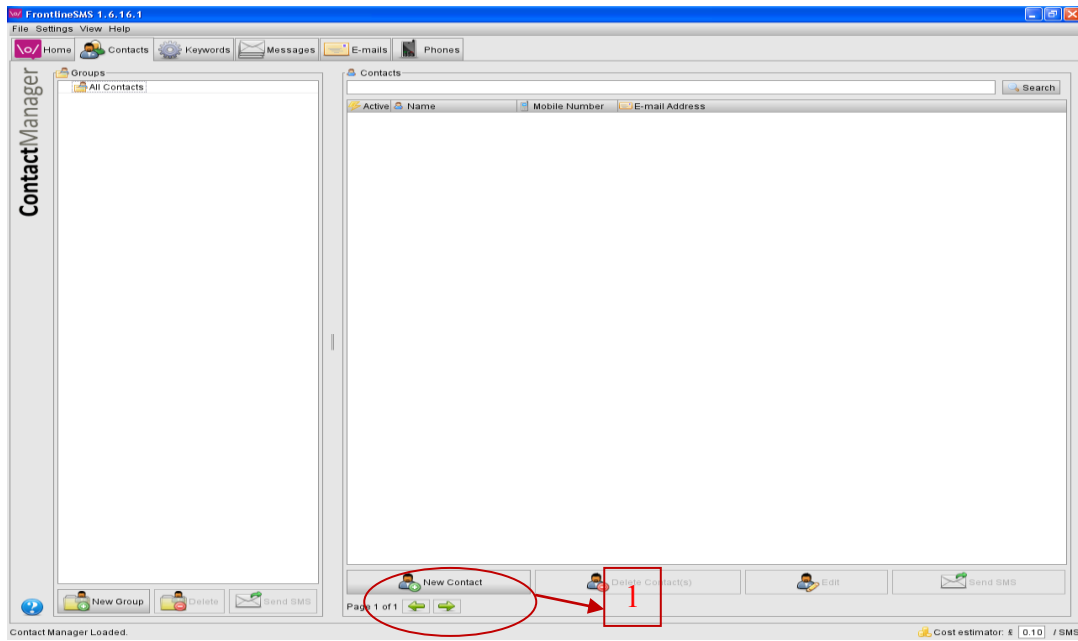 FrontlineSMS 1.6.16.1
File Settings View Help
\o/ Home Contacts Keywords Messages E-mails Phones
ContactManager
Groups
All Contacts
Contacts
Search
Active Name Mobile Number E-mail Address
New Contact Delete Contact(s) Edit Send SMS
New Group Delete Send SMS
Page 1 of 1
1
Contact Manager Loaded.
Cost estimator: £ 0.10 / SMS